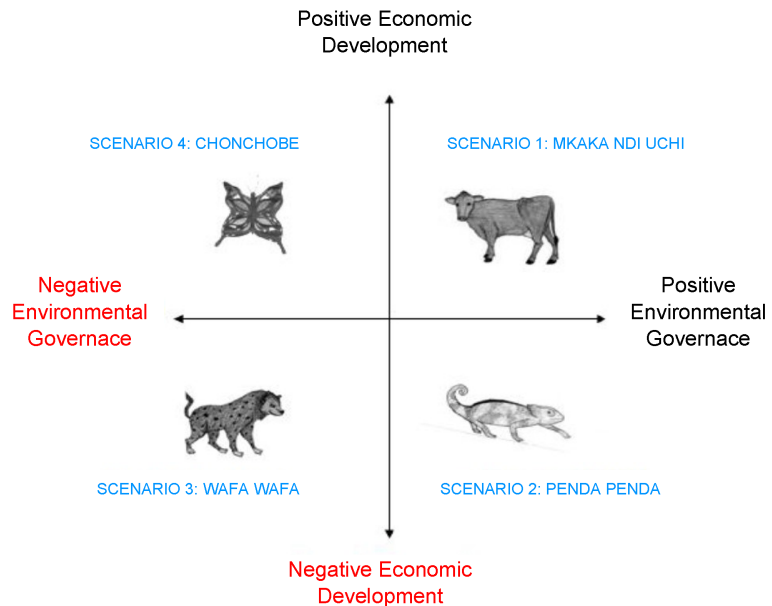 Positive Economic
Development
SCENARIO 4: CHONCHOBE
SCENARIO 1: MKAKA NDI UCHI
Negative
Environmental
Governace
Positive
Environmental
Governace
SCENARIO 3: WAFA WAFA
SCENARIO 2: PENDA PENDA
Negative Economic
Development